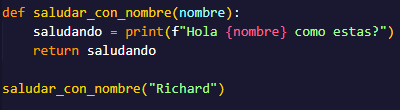 def saludar_con_nombre(nombre):
    saludando = print(f"Hola {nombre} como estas?")
    return saludando

saludar_con_nombre("Richard")